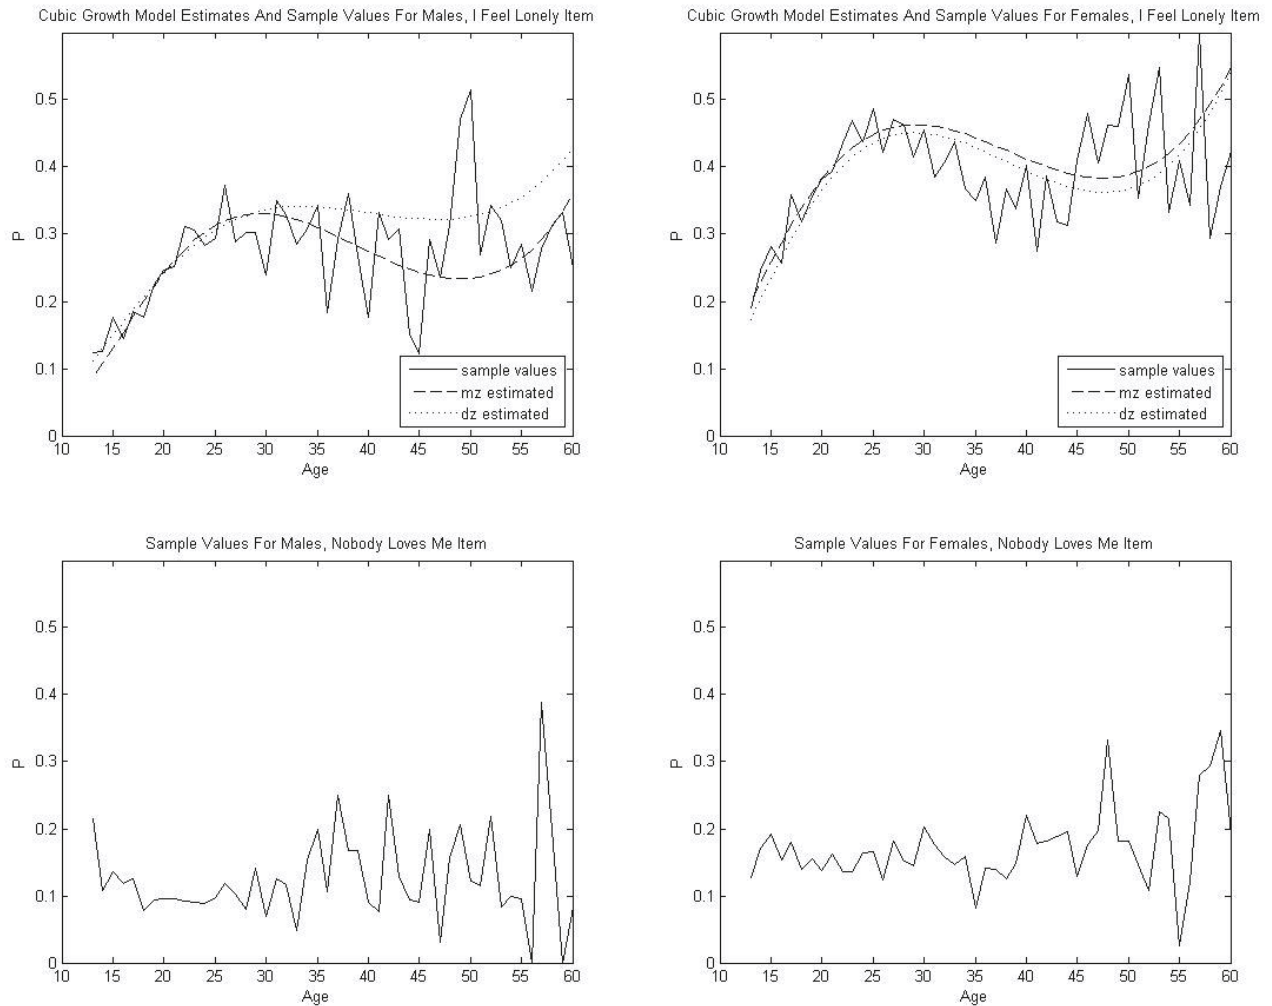 Cubic Growth Model Estimates And Sample Values For Males, I Feel Lonely Item
0.5
0.4
0.3
0.2
0.1
0
P
10 15 20 25 30 35 40 45 50 55 60
Age
sample values
mz estimated
dz estimated
Cubic Growth Model Estimates And Sample Values For Females, I Feel Lonely Item
0.5
0.4
0.3
0.2
0.1
0
P
10 15 20 25 30 35 40 45 50 55 60
Age
sample values
mz estimated
dz estimated
Sample Values For Males, Nobody Loves Me Item
0.5
0.4
0.3
0.2
0.1
0
P
10 15 20 25 30 35 40 45 50 55 60
Age
Sample Values For Females, Nobody Loves Me Item
0.5
0.4
0.3
0.2
0.1
0
P
10 15 20 25 30 35 40 45 50 55 60
Age